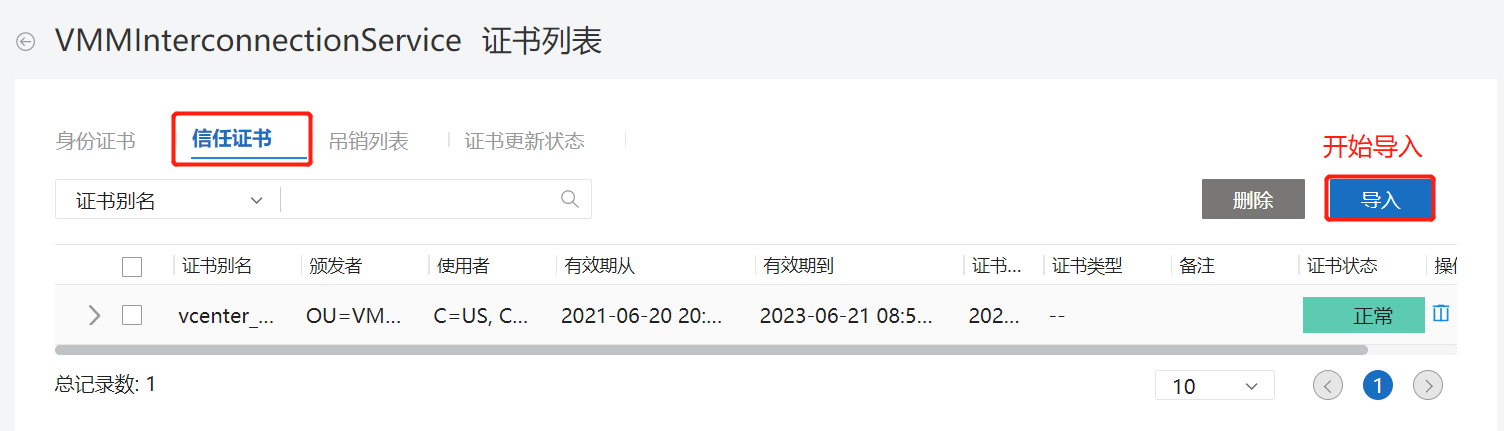 VMMInterconnectionService 证书列表
身份证书 信任证书 吊销列表 证书更新状态
开始导入
证书别名 删除 导入
证书别名 颁发者 使用者 有效期从 有效期到 证书... 证书类型 备注 证书状态 操
vcenter_... OU=VM... C=US, C... 2021-06-20 20:... 2023-06-21 08:5... 202... -- 正常
总记录数: 1 10 1